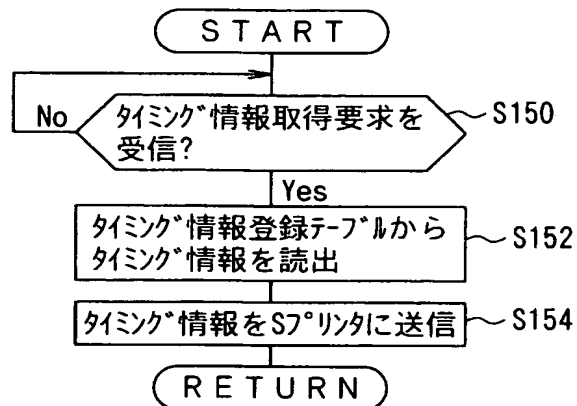 START
No
ﾀｲﾐﾝｸﾞ情報取得要求を
受信?
S150
Yes
ﾀｲﾐﾝｸﾞ情報登録ﾃｰﾌﾞﾙから
ﾀｲﾐﾝｸﾞ情報を読出
S152
ﾀｲﾐﾝｸﾞ情報をSﾌﾟﾘﾝﾀに送信
S154
RETURN